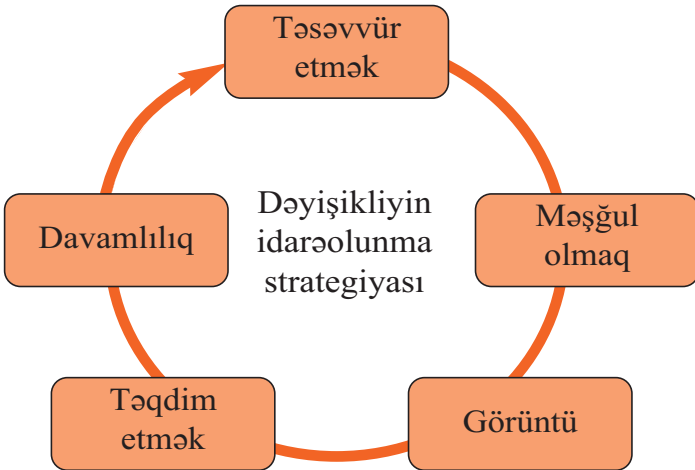 Təsəvvür
etmək
Məşğul
olmaq
Görüntü
Təqdim
etmək
Davamlılıq
Dəyişikliyin
idarəolunma
strategiyası